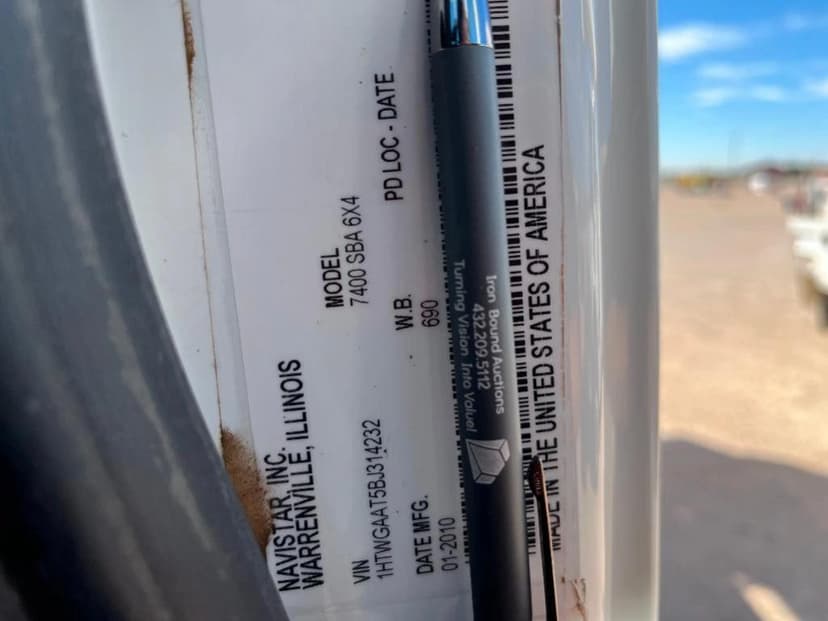 NAVISTAR, INC.
WARRENVILLE, ILLINOIS
MODEL
7400 SBA 6X4
VIN
1HTWGAAT5BJ314232
W.B.
690
PD LOC - DATE
DATE MFG.
01-2010
MADE IN THE UNITED STATES OF AMERICA
Iron Bound Auctions
432.209.5112
Turning Vision Into Value!